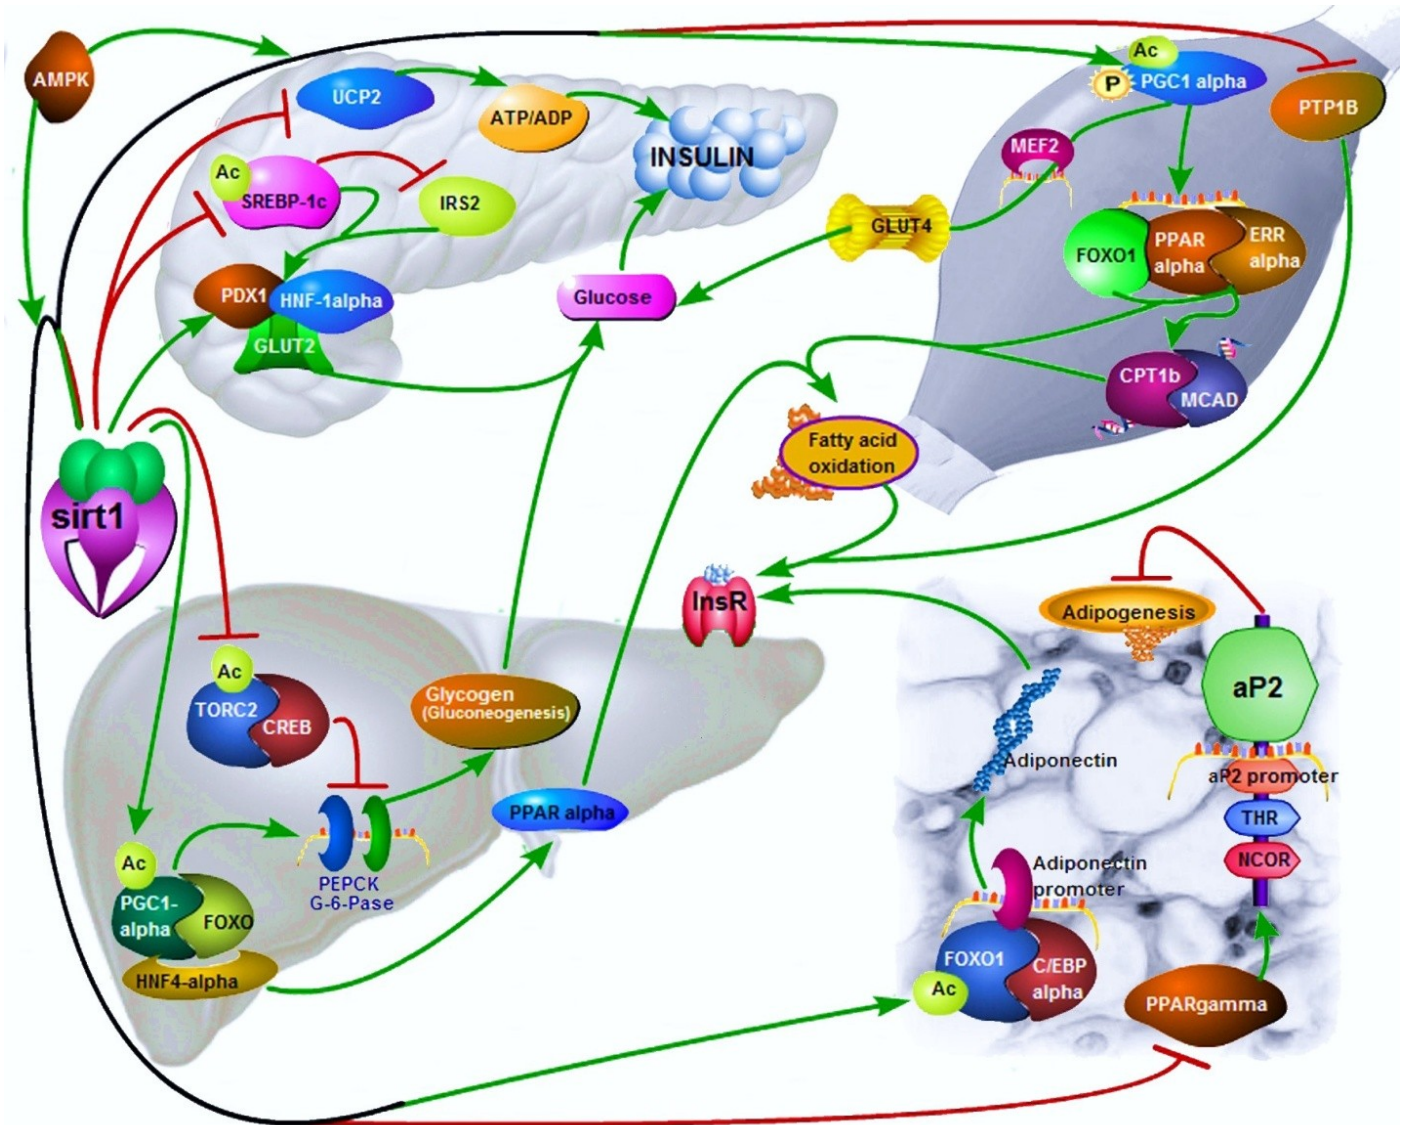 AMPK
UCP2
ATP/ADP
INSULIN
Ac
SREBP-1c
IRS2
PDX1
HNF-1alpha
GLUT2
Glucose
GLUT4
Ac
P
PGC1 alpha
PTP1B
MEF2
FOXO1
PPAR
alpha
ERR
alpha
CPT1b
MCAD
Fatty acid
oxidation
sirt1
InsR
Ac
TORC2
CREB
Glycogen
(Gluconeogenesis)
PPAR alpha
Ac
PGC1-
alpha
FOXO
HNF4-alpha
PEPCK
G-6-Pase
Adipogenesis
aP2
aP2 promoter
THR
NCOR
Adiponectin
Adiponectin
promoter
FOXO1
Ac
C/EBP
alpha
PPARgamma